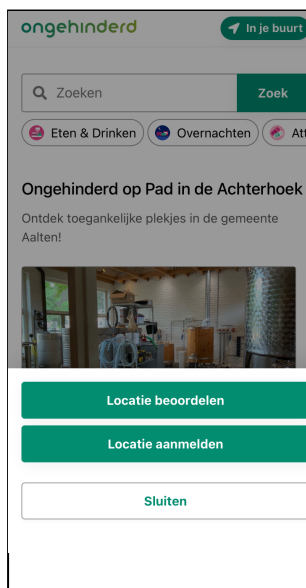 ongehinderd
In je buurt
Zoeken
Zoek
Eten & Drinken
Overnachten
Att
Ongehinderd op Pad in de Achterhoek
Ontdek toegankelijke plekjes in de gemeente
Aalten!
Locatie beoordelen
Locatie aanmelden
Sluiten